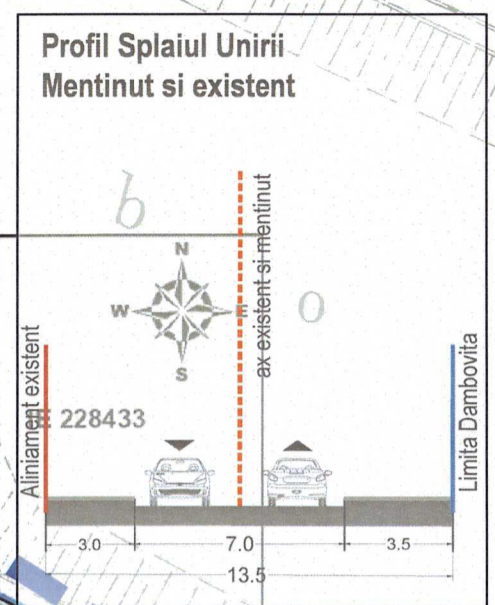 Profil Splaiul Unirii
Mentinut si existent
b
N
W
E
S
o
ax existent si mentinut
Aliniament existent
IE 228433
Limita Dambovita
3.0
7.0
3.5
13.5